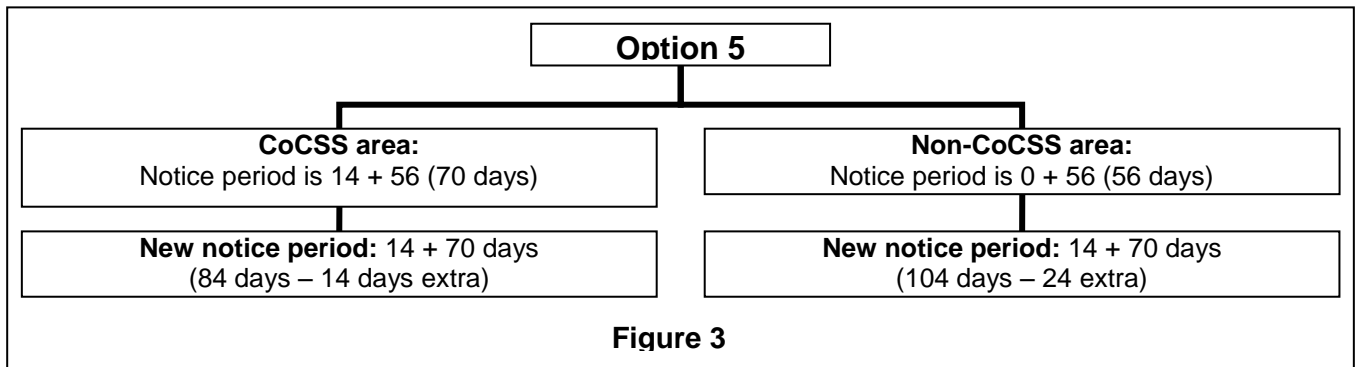 Option 5
CoCSS area:
Notice period is 14 + 56 (70 days)
Non-CoCSS area:
Notice period is 0 + 56 (56 days)
New notice period: 14 + 70 days
(84 days – 14 days extra)
New notice period: 14 + 70 days
(104 days – 24 extra)
Figure 3